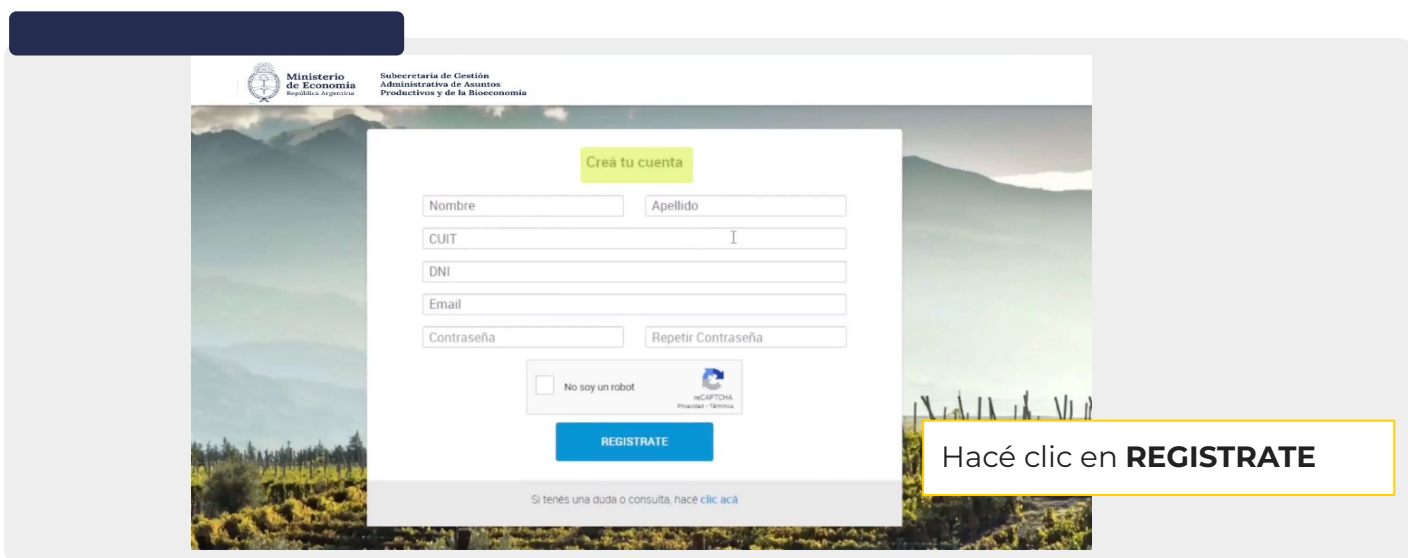 Ministerio
de Economía
República Argentina
Subsecretaría de Gestión
Administrativa de Asuntos
Productivos y de la Bioeconomía
Creá tu cuenta
Nombre
Apellido
CUIT
DNI
Email
Contraseña
Repetir Contraseña
No soy un robot
reCAPTCHA
Privacidad - Términos
REGISTRATE
Si tenés una duda o consulta, hacé clic acá
Hacé clic en REGISTRATE